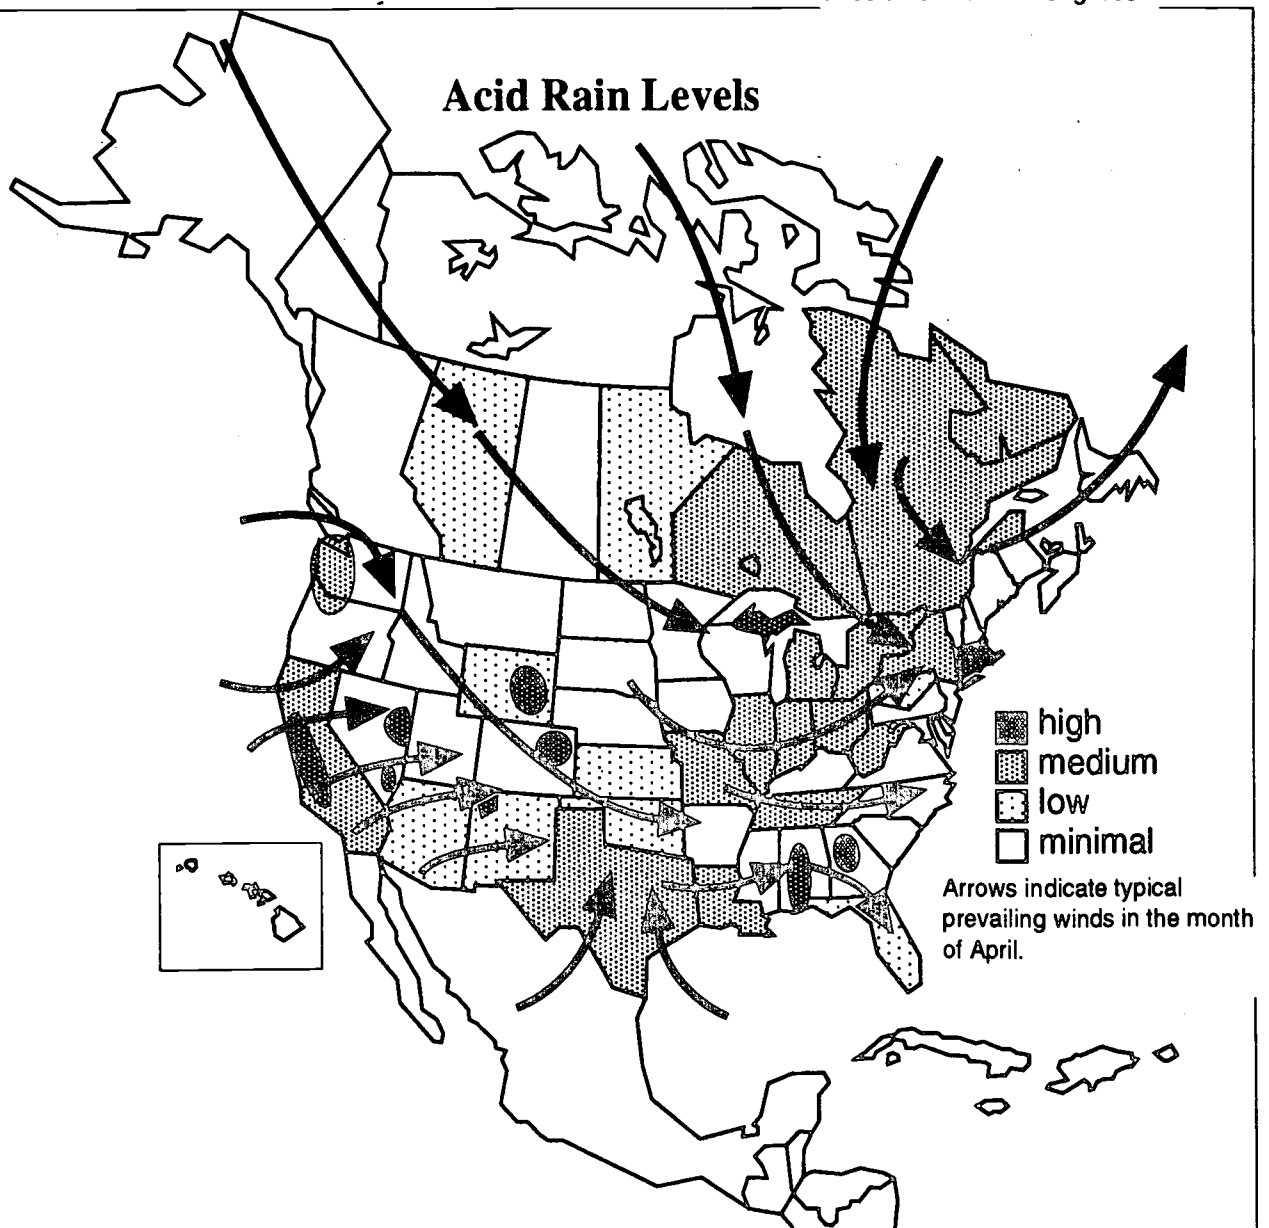 Acid Rain Levels
high
medium
low
minimal
Arrows indicate typical
prevailing winds in the month
of April.